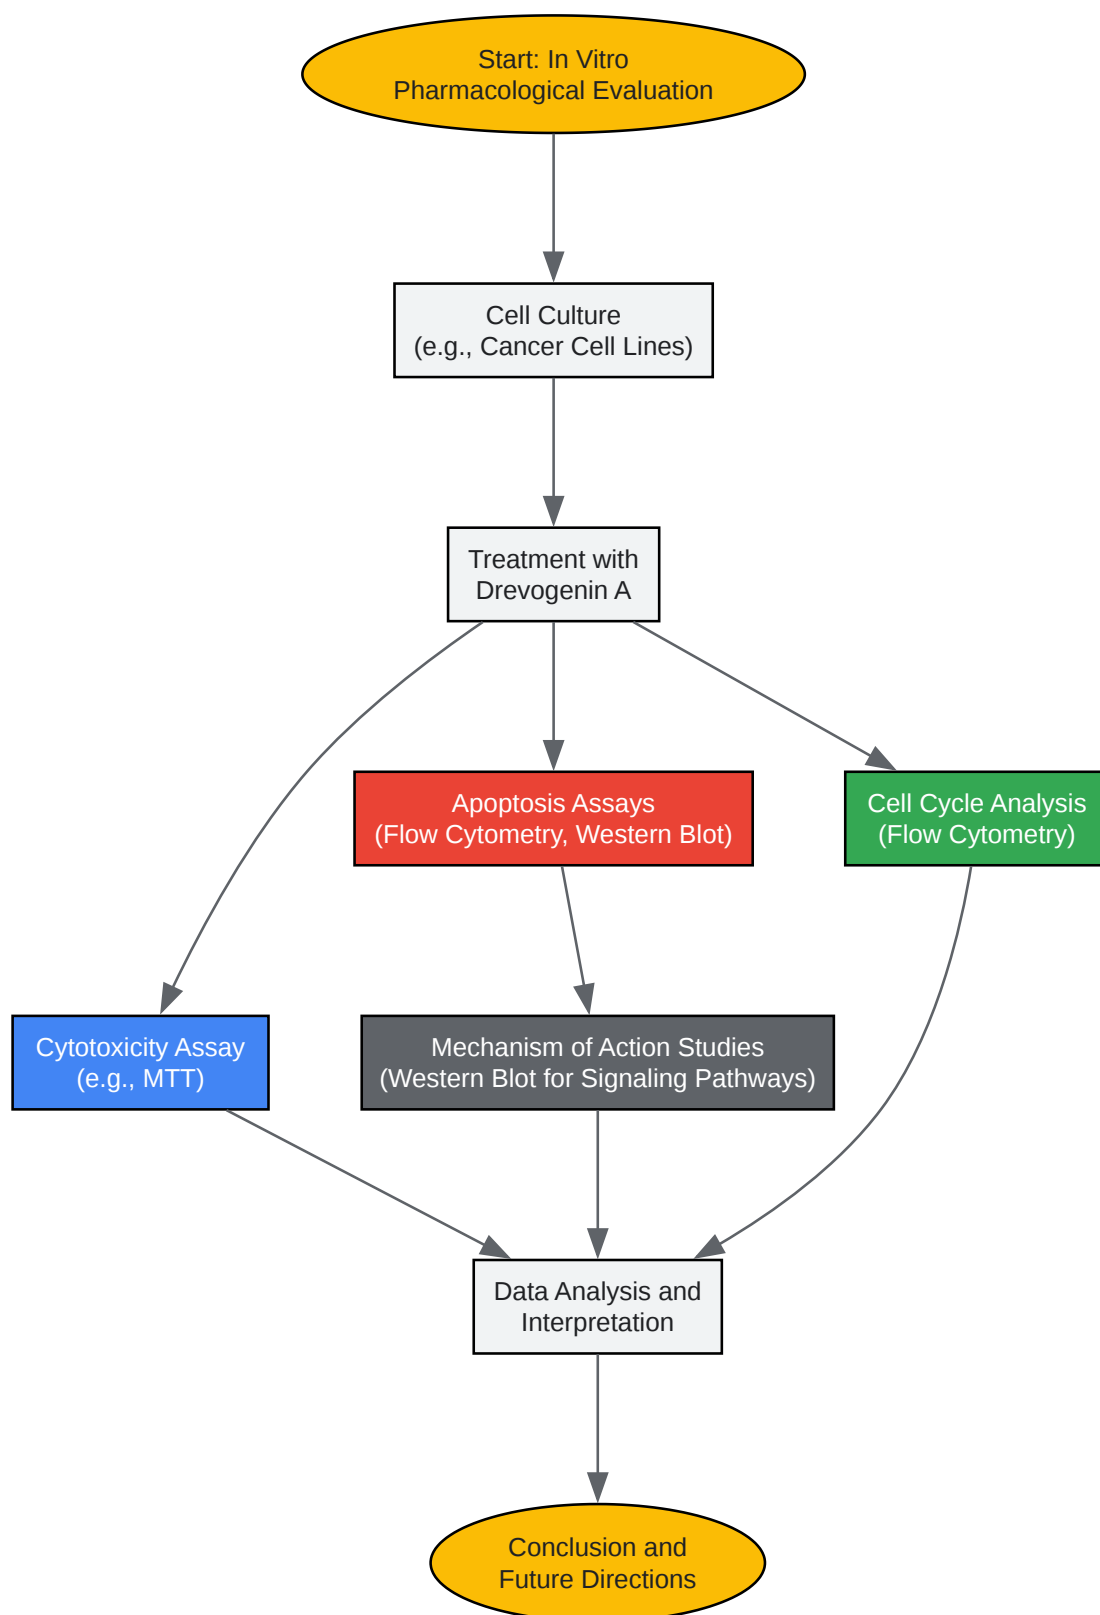 Start: In Vitro
Pharmacological Evaluation
Cell Culture
(e.g., Cancer Cell Lines)
Treatment with
Drevogenin A
Apoptosis Assays
(Flow Cytometry, Western Blot)
Cell Cycle Analysis
(Flow Cytometry)
Cytotoxicity Assay
(e.g., MTT)
Mechanism of Action Studies
(Western Blot for Signaling Pathways)
Data Analysis and
Interpretation
Conclusion and
Future Directions